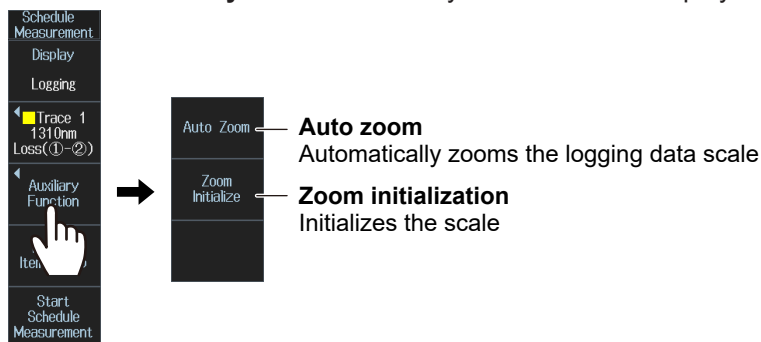 Schedule
Measurement
Display
Logging
Trace 1
1310nm
Loss(①-②)
Auxiliary
Function
Start
Schedule
Measurement
Auto Zoom
Zoom
Initialize
Auto zoom
Automatically zooms the logging data scale
Zoom initialization
Initializes the scale